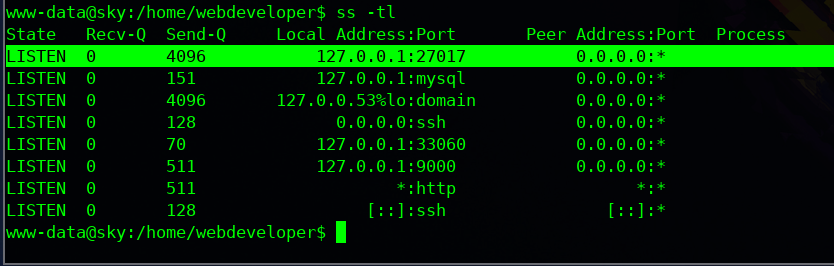 www-data@sky:/home/webdeveloper$ ss -tl
State   Recv-Q  Send-Q     Local Address:Port       Peer Address:Port  Process
LISTEN  0       4096           127.0.0.1:27017           0.0.0.0:*
LISTEN  0       151            127.0.0.1:mysql           0.0.0.0:*
LISTEN  0       4096       127.0.0.53%lo:domain          0.0.0.0:*
LISTEN  0       128              0.0.0.0:ssh             0.0.0.0:*
LISTEN  0       70             127.0.0.1:33060           0.0.0.0:*
LISTEN  0       511            127.0.0.1:9000            0.0.0.0:*
LISTEN  0       511                    *:http                  *:*
LISTEN  0       128                 [::]:ssh                [::]:*
www-data@sky:/home/webdeveloper$